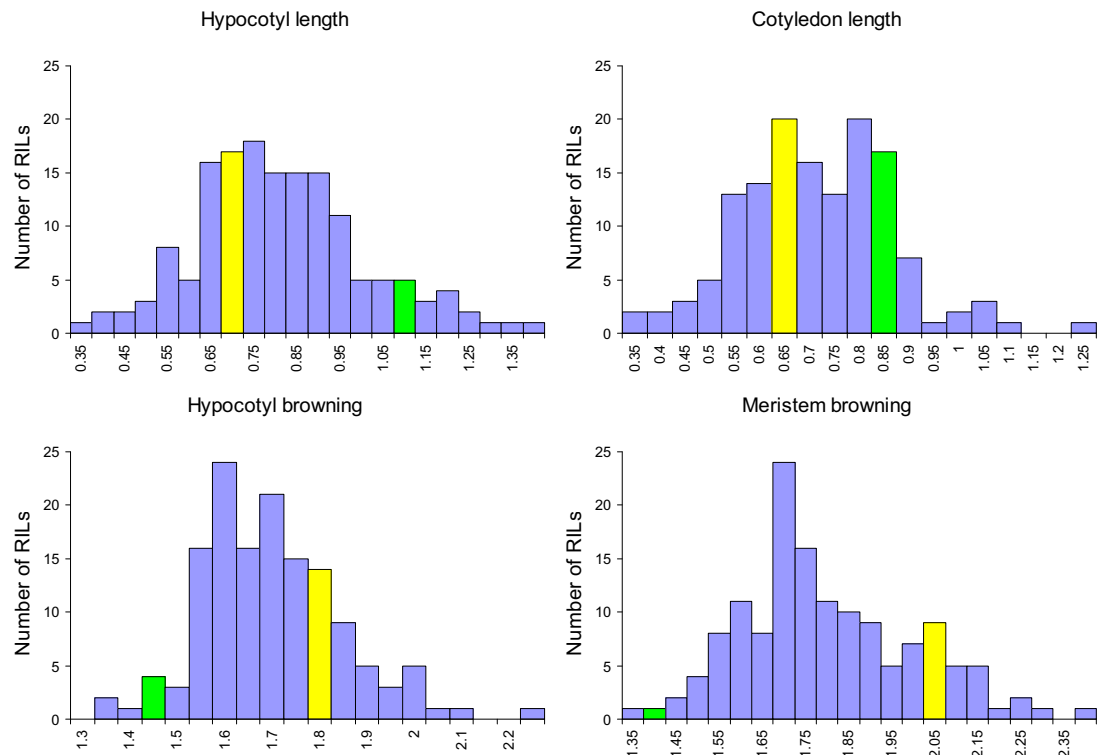 Hypocotyl length
Number of RILs
25
20
15
10
5
0
0.35 0.45 0.55 0.65 0.75 0.85 0.95 1.05 1.15 1.25 1.35
Cotyledon length
Number of RILs
25
20
15
10
5
0
0.35 0.4 0.45 0.5 0.55 0.6 0.65 0.7 0.75 0.8 0.85 0.9 0.95 1 1.05 1.1 1.15 1.2 1.25
Hypocotyl browning
Number of RILs
25
20
15
10
5
0
1.3 1.4 1.5 1.6 1.7 1.8 1.9 2 2.1 2.2
Meristem browning
Number of RILs
25
20
15
10
5
0
1.35 1.45 1.55 1.65 1.75 1.85 1.95 2.05 2.15 2.25 2.35